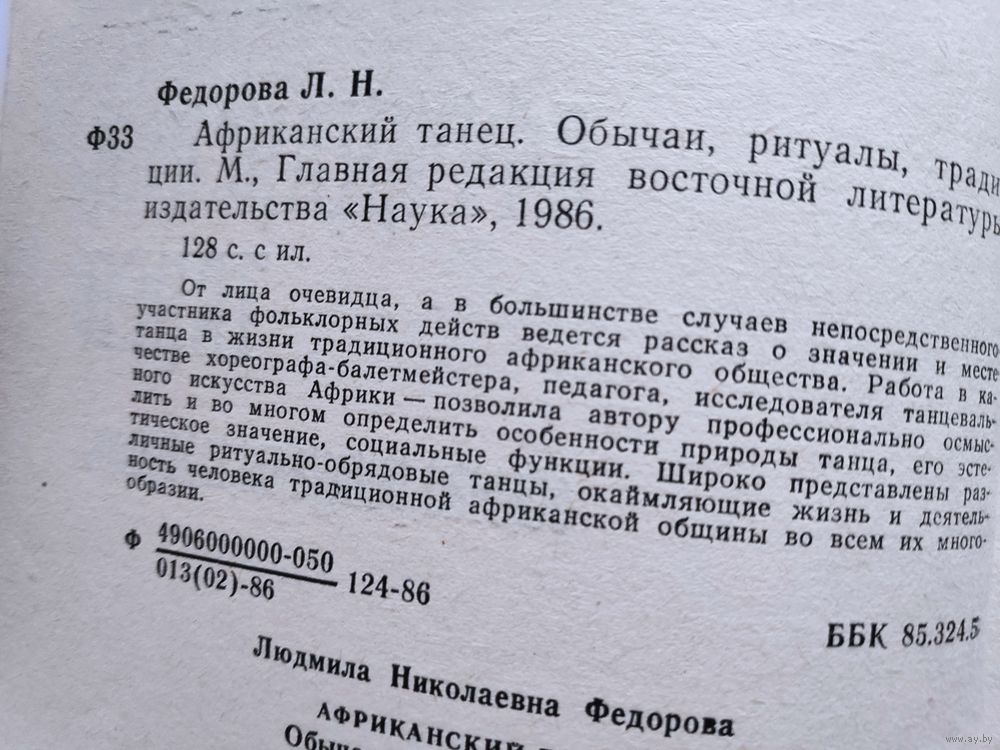 Федорова Л. Н.
Ф33 Африканский танец. Обычаи, ритуалы, тради
ции. М., Главная редакция восточной литературы
издательства «Наука», 1986.
128 с. с ил.
От лица очевидца, а в большинстве случаев непосредственного
участника фольклорных действ ведется рассказ о значении и месте
танца в жизни традиционного африканского общества. Работа в ка-
честве хореографа-балетмейстера, педагога, исследователя танцеваль-
ного искусства Африки — позволила автору профессионально осмыс-
лить и во многом определить особенности природы танца, его эсте-
тическое значение, социальные функции. Широко представлены раз-
личные ритуально-обрядовые танцы, окаймляющие жизнь и деятель-
ность человека традиционной африканской общины во всем их много-
образии.
Ф 4906000000-050
013(02)-86 124-86
ББК 85.324.5
Людмила Николаевна Федорова
АФРИКАНСКИЙ
Обыча
www.ay.by